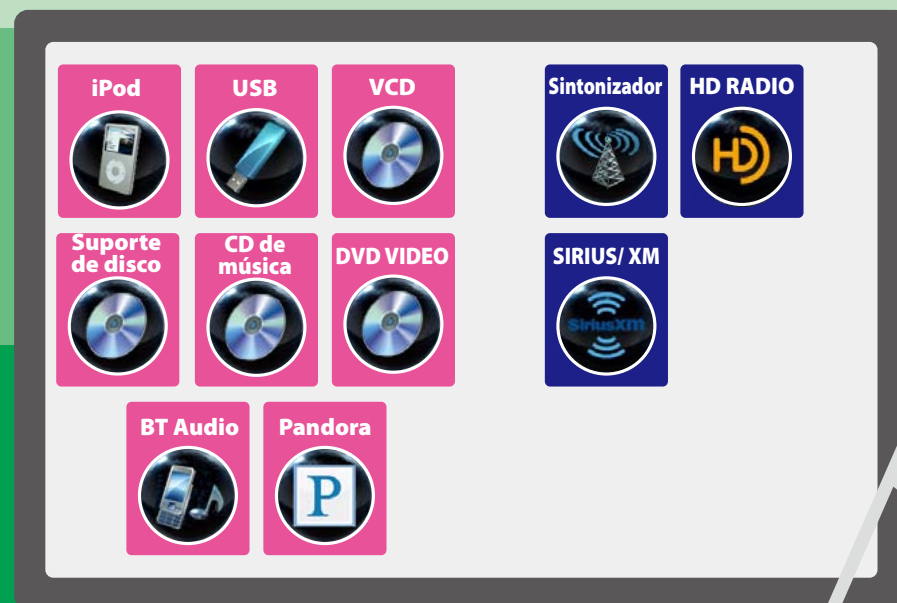 iPod
USB
VCD
Sintonizador
HD RADIO
HD
Suporte
de disco
CD de
música
DVD VIDEO
SIRIUS/ XM
SiriusXM
BT Audio
Pandora
P